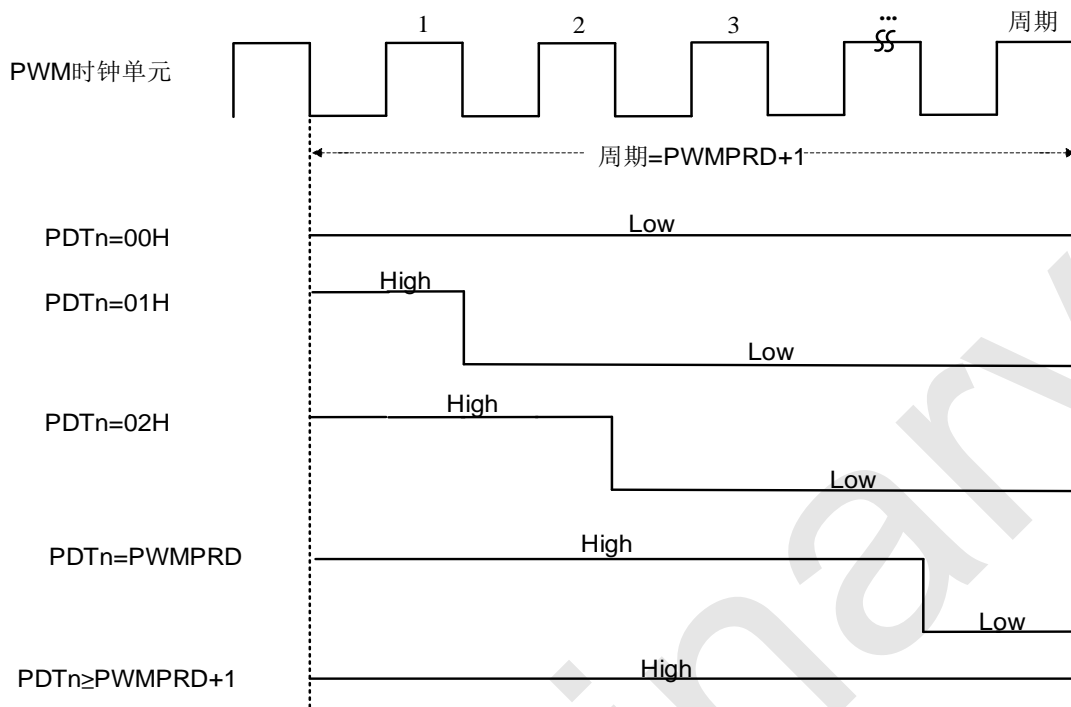 1 2 3 ... 周期
PWM时钟单元
周期=PWMPRD+1
PDTn=00H Low
PDTn=01H High Low
PDTn=02H High Low
PDTn=PWMPRD High Low
PDTn≥PWMPRD+1 High